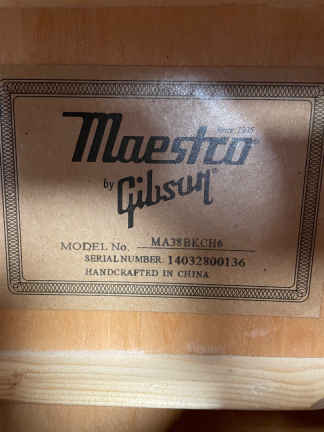 Maestro
Since 1935
by Gibson
MODEL No. MA38BKCH6
SERIAL NUMBER 14032800136
HANDCRAFTED IN CHINA